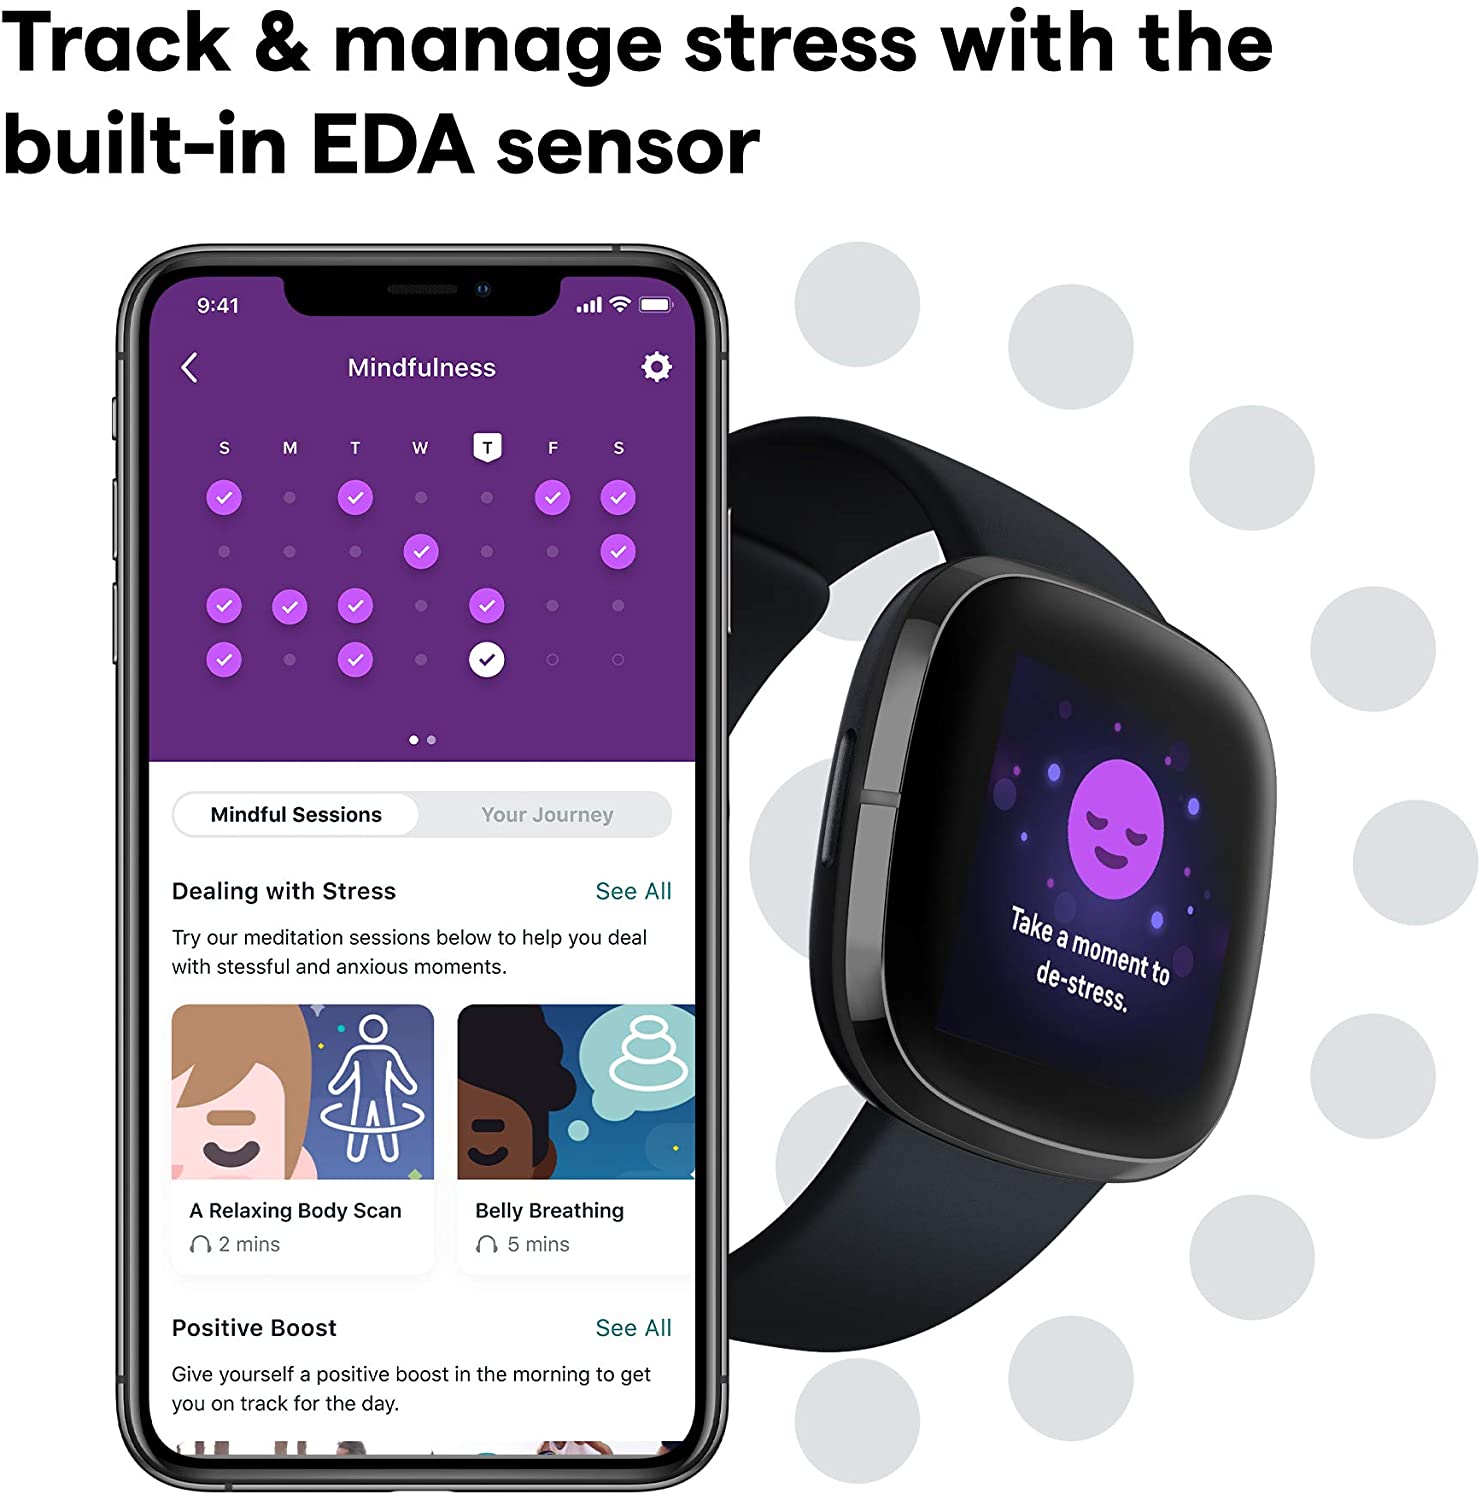 Track & manage stress with the
built-in EDA sensor
9:41
Mindfulness
S M T W T F S
Mindful Sessions Your Journey
Dealing with Stress See All
Try our meditation sessions below to help you deal
with stessful and anxious moments.
A Relaxing Body Scan
2 mins
Belly Breathing
5 mins
Positive Boost See All
Give yourself a positive boost in the morning to get
you on track for the day.
Take a moment to
de-stress.